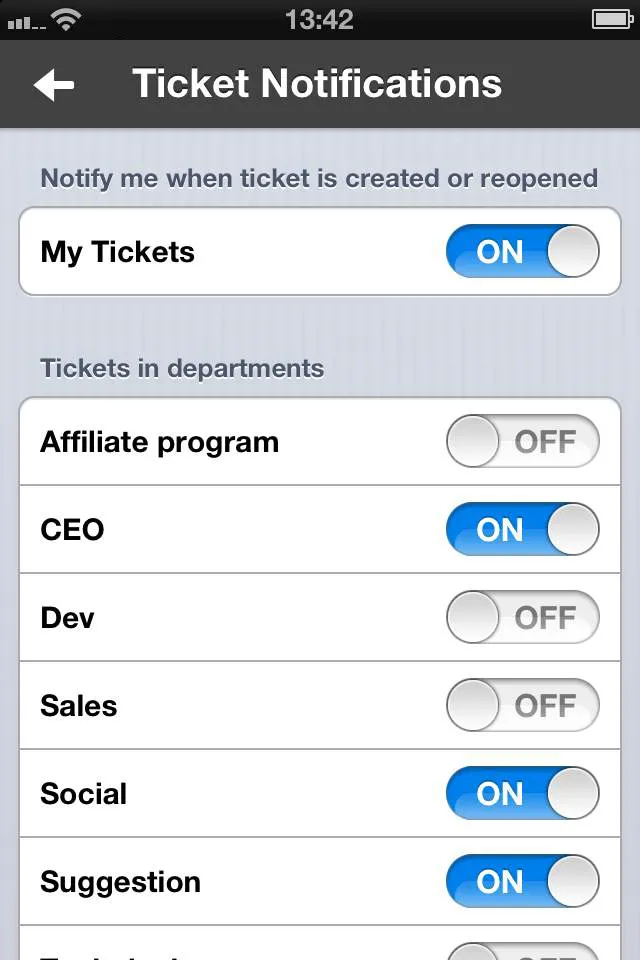 13:42
Ticket Notifications
Notify me when ticket is created or reopened
My Tickets ON
Tickets in departments
Affiliate program OFF
CEO ON
Dev OFF
Sales OFF
Social ON
Suggestion ON
OFF